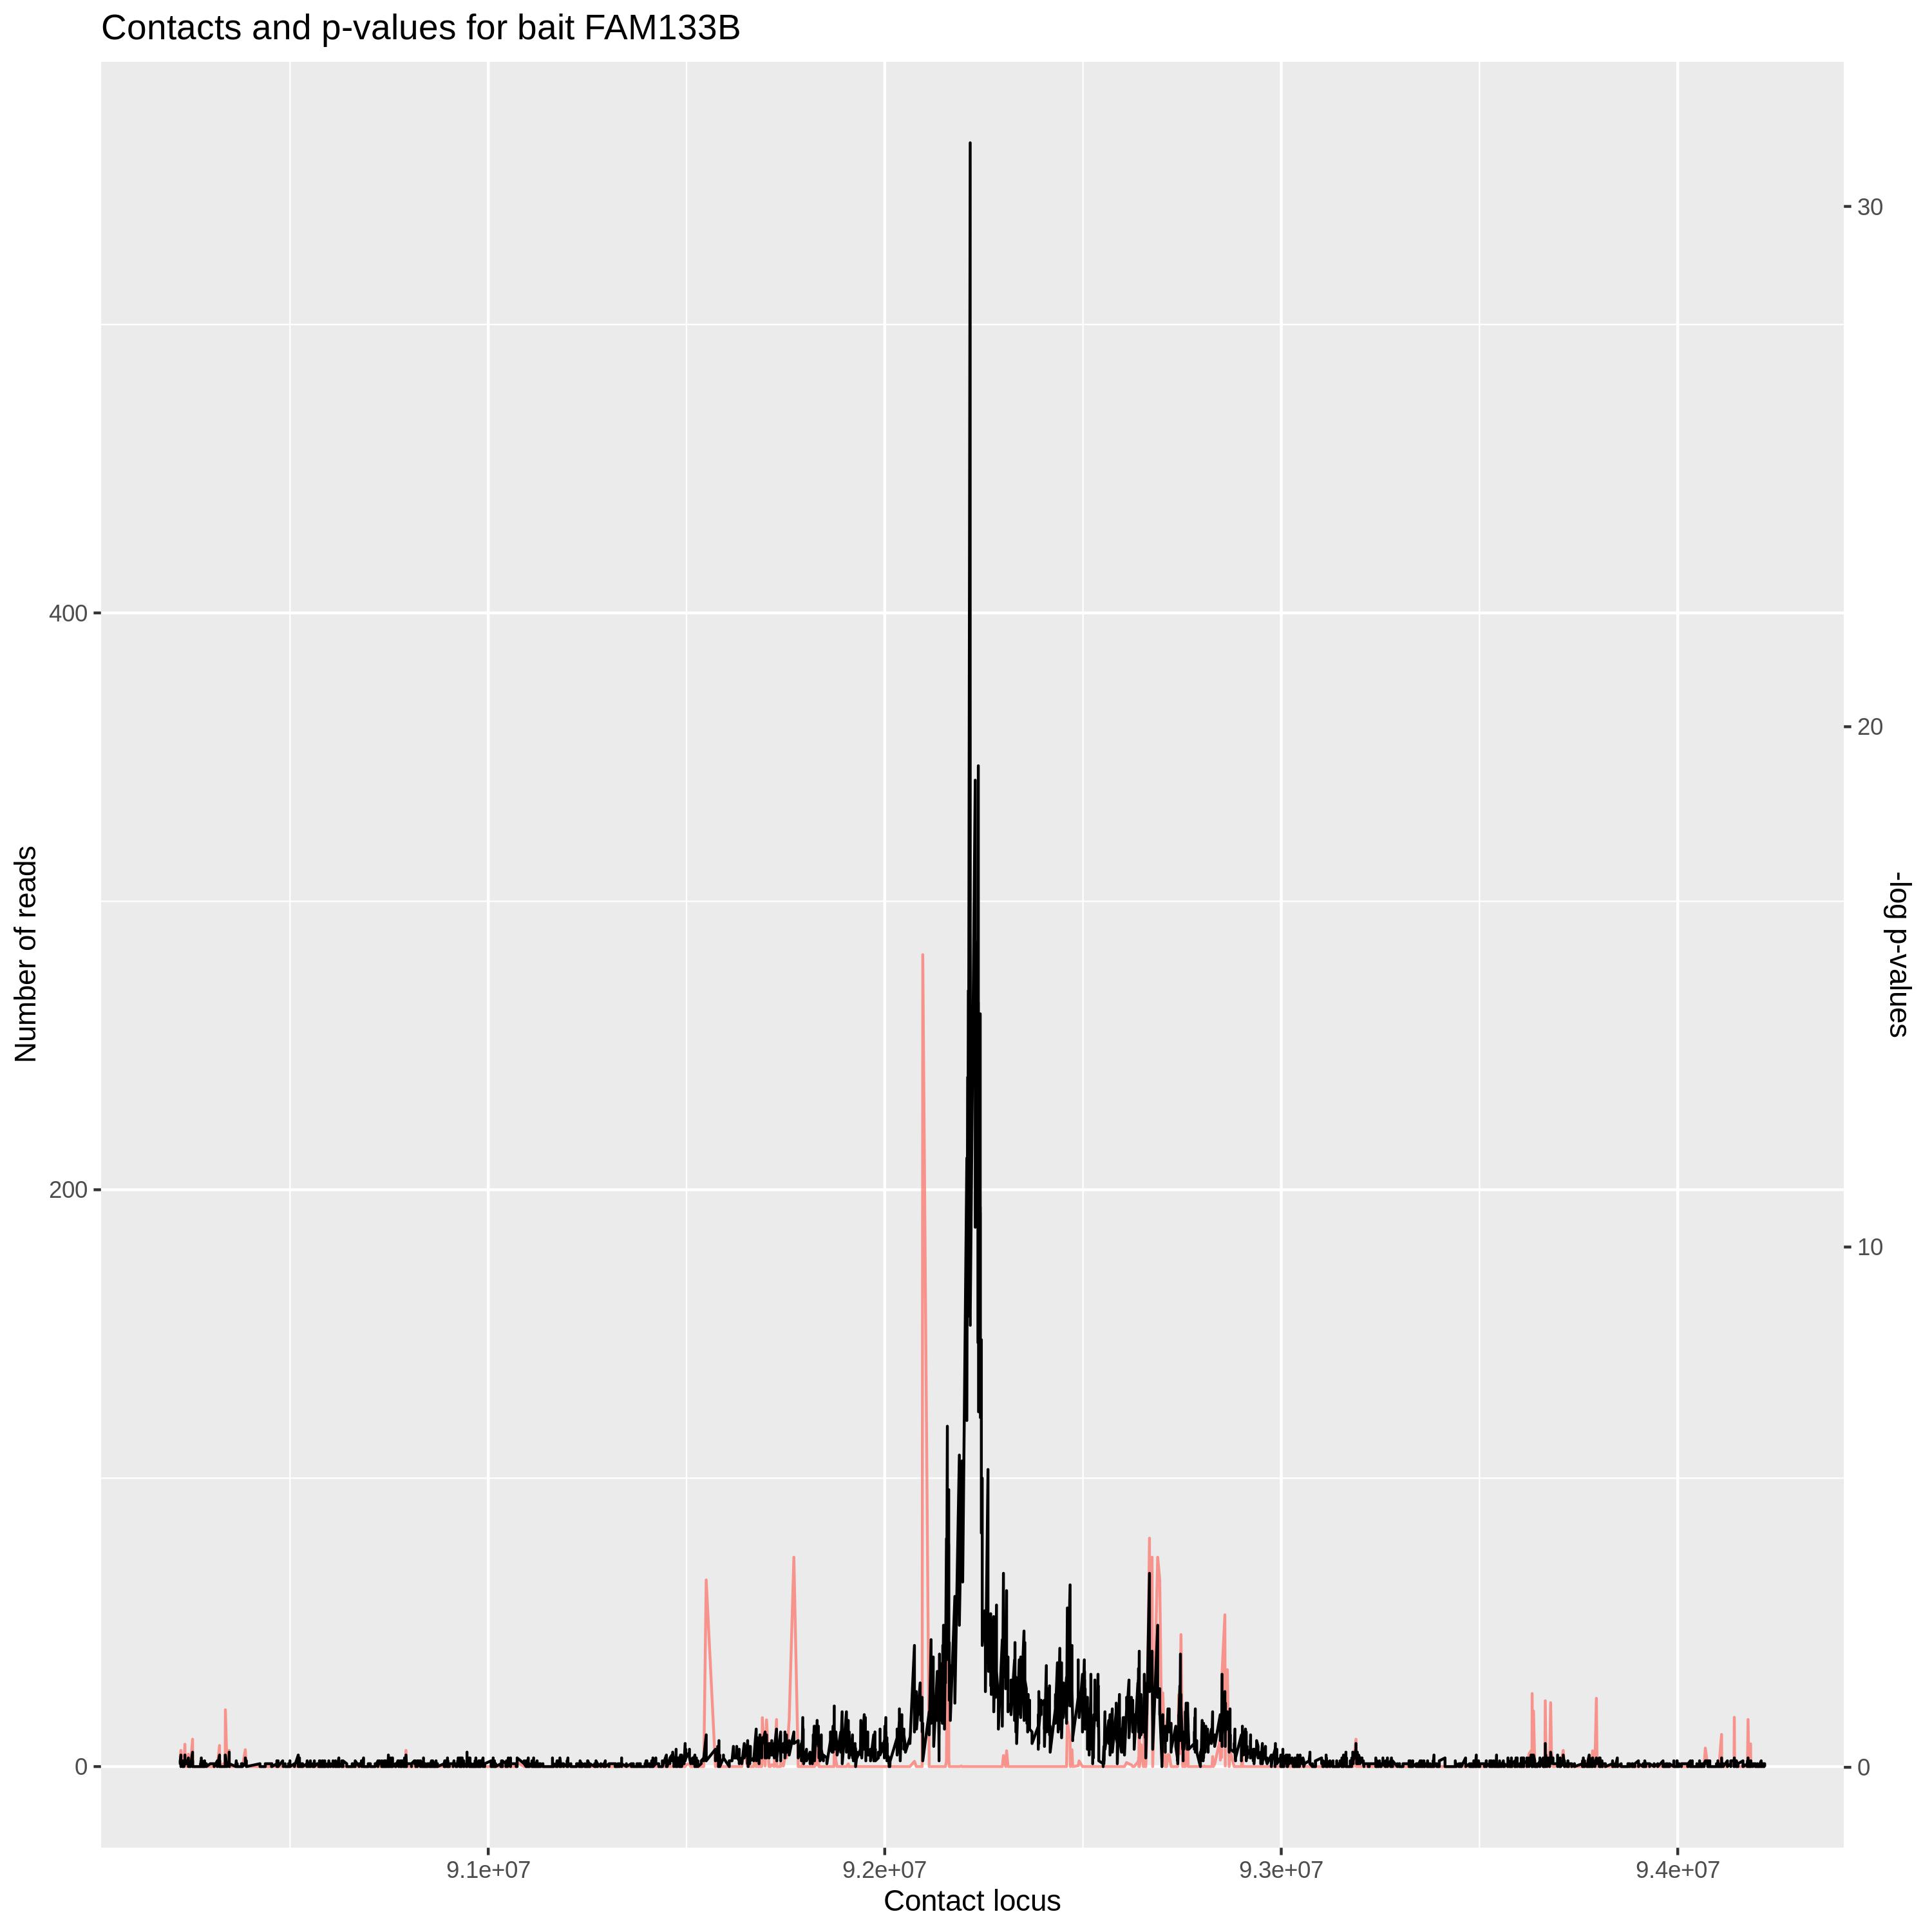 Contacts and p-values for bait FAM133B
Number of reads
400
200
0
30
20
10
0
-log p-values
9.1e+07
9.2e+07
9.3e+07
9.4e+07
Contact locus